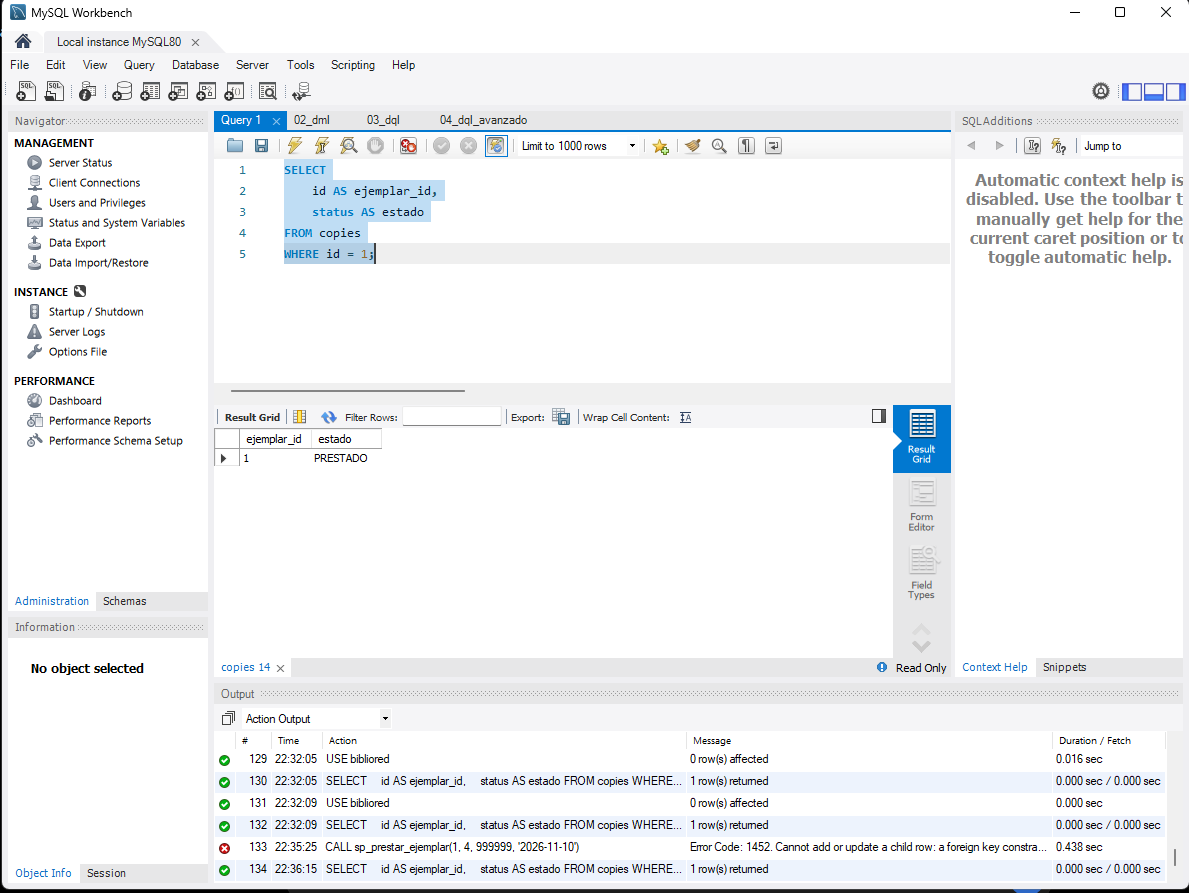 MySQL Workbench
Local instance MySQL80
File Edit View Query Database Server Tools Scripting Help
Navigator
MANAGEMENT
Server Status
Client Connections
Users and Privileges
Status and System Variables
Data Export
Data Import/Restore
INSTANCE
Startup / Shutdown
Server Logs
Options File
PERFORMANCE
Dashboard
Performance Reports
Performance Schema Setup
Administration Schemas
Information
No object selected
Object Info Session
Query 1 02_dml 03_dql 04_dql_avanzado
Limit to 1000 rows
1 SELECT
2 id AS ejemplar_id,
3 status AS estado
4 FROM copies
5 WHERE id = 1;
Result Grid Filter Rows: Export: Wrap Cell Content:
ejemplar_id estado
1 PRESTADO
Result
Grid
Form
Editor
Field
Types
copies 14 Read Only
SQLAdditions
Jump to
Automatic context help is
disabled. Use the toolbar t
manually get help for the
current caret position or to
toggle automatic help.
Context Help Snippets
Output
Action Output
# Time Action Message Duration / Fetch
129 22:32:05 USE bibliored 0 row(s) affected 0.016 sec
130 22:32:05 SELECT id AS ejemplar_id, status AS estado FROM copies WHERE... 1 row(s) returned 0.000 sec / 0.000 sec
131 22:32:09 USE bibliored 0 row(s) affected 0.000 sec
132 22:32:09 SELECT id AS ejemplar_id, status AS estado FROM copies WHERE... 1 row(s) returned 0.000 sec / 0.000 sec
133 22:35:25 CALL sp_prestar_ejemplar(1, 4, 999999, '2026-11-10') Error Code: 1452. Cannot add or update a child row: a foreign key constra... 0.438 sec
134 22:36:15 SELECT id AS ejemplar_id, status AS estado FROM copies WHERE... 1 row(s) returned 0.000 sec / 0.000 sec